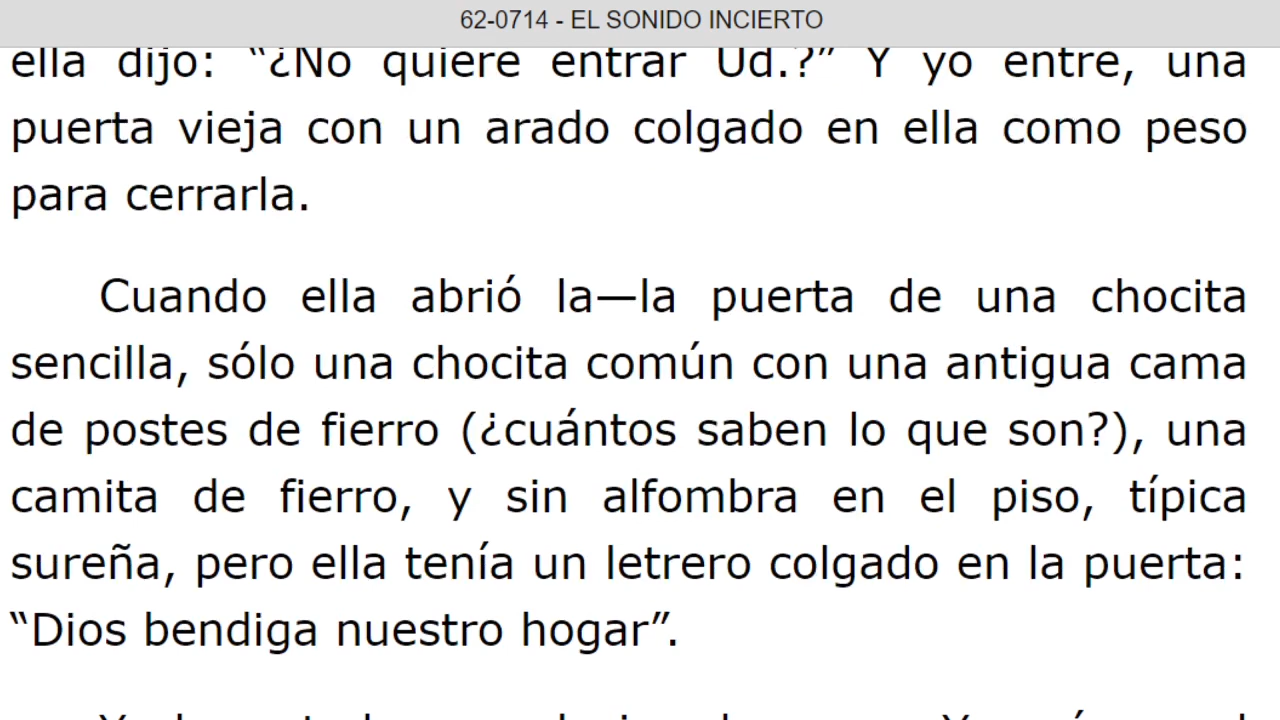 62-0714 - EL SONIDO INCIERTO
ella dijo: “¿No quiere entrar Ud.?” Y yo entre, una
puerta vieja con un arado colgado en ella como peso
para cerrarla.
Cuando ella abrió la—la puerta de una chocita
sencilla, sólo una chocita común con una antigua cama
de postes de fierro (¿cuántos saben lo que son?), una
camita de fierro, y sin alfombra en el piso, típica
sureña, pero ella tenía un letrero colgado en la puerta:
“Dios bendiga nuestro hogar”.